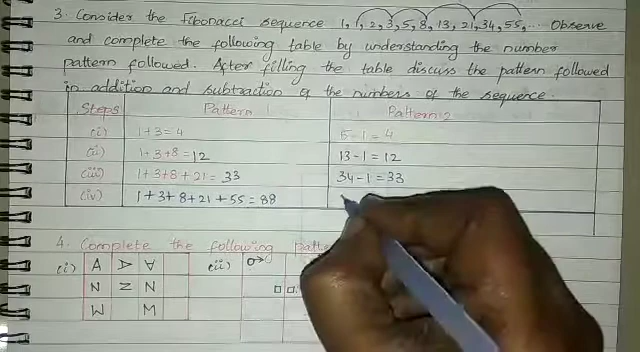 3. Consider the Fibonacci sequence 1, 1, 2, 3, 5, 8, 13, 21, 34, 55, ... Observe
and complete the following table by understanding the number
pattern followed. After filling the table discuss the pattern followed
in addition and subtraction of the numbers of the sequence.
Steps Pattern 1 Pattern 2
(i) 1+3=4 5-1=4
(ii) 1+3+8=12 13-1=12
(iii) 1+3+8+21=33 34-1=33
(iv) 1+3+8+21+55=88
4. Complete the following
(i) A A A (ii)
N Z N
W M